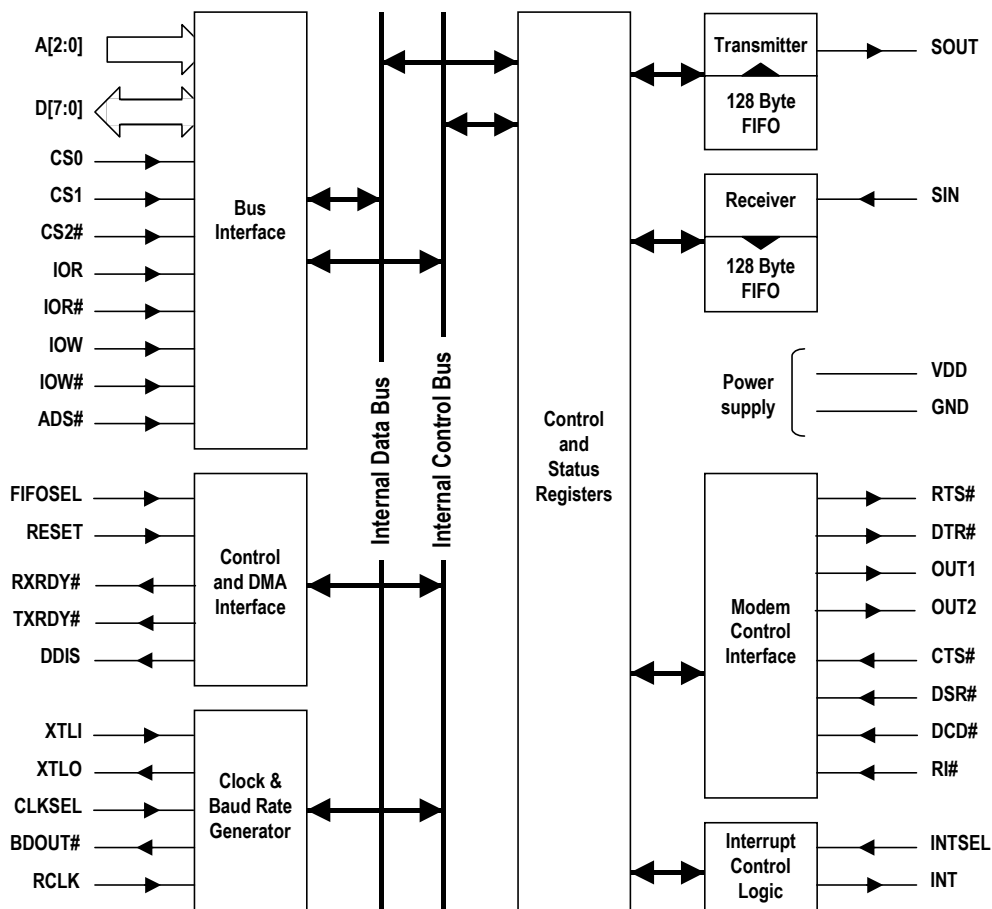 A[2:0]
D[7:0]
CS0
CS1
CS2#
IOR
IOR#
IOW
IOW#
ADS#
Bus
Interface
FIFOSEL
RESET
RXRDY#
TXRDY#
DDIS
Control
and DMA
Interface
XTLI
XTLO
CLKSEL
BDOUT#
RCLK
Clock &
Baud Rate
Generator
Internal Data Bus
Internal Control Bus
Control
and
Status
Registers
Transmitter
128 Byte
FIFO
SOUT
Receiver
128 Byte
FIFO
SIN
Power
supply
VDD
GND
Modem
Control
Interface
RTS#
DTR#
OUT1
OUT2
CTS#
DSR#
DCD#
RI#
Interrupt
Control
Logic
INTSEL
INT